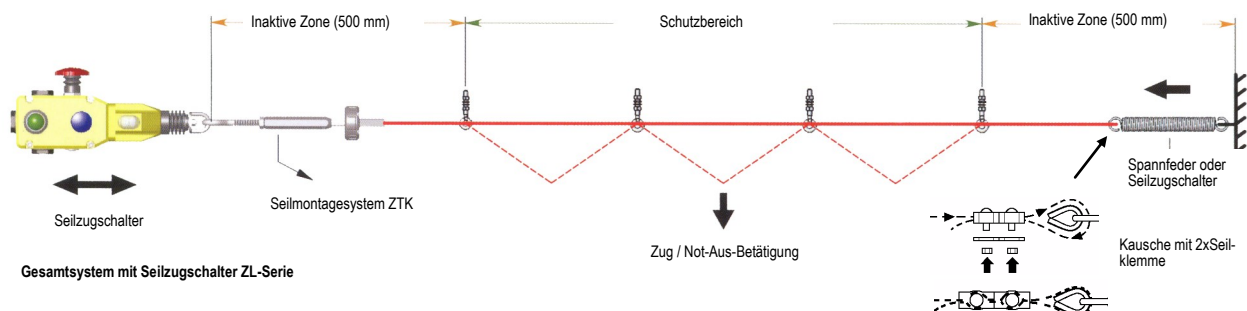 Inaktive Zone (500 mm)
Schutzbereich
Inaktive Zone (500 mm)
Spannfeder oder
Seilzugschalter
Seilmontagesystem ZTK
Seilzugschalter
Zug / Not-Aus-Betätigung
Kausche mit 2xSeil-
klemme
Gesamtsystem mit Seilzugschalter ZL-Serie